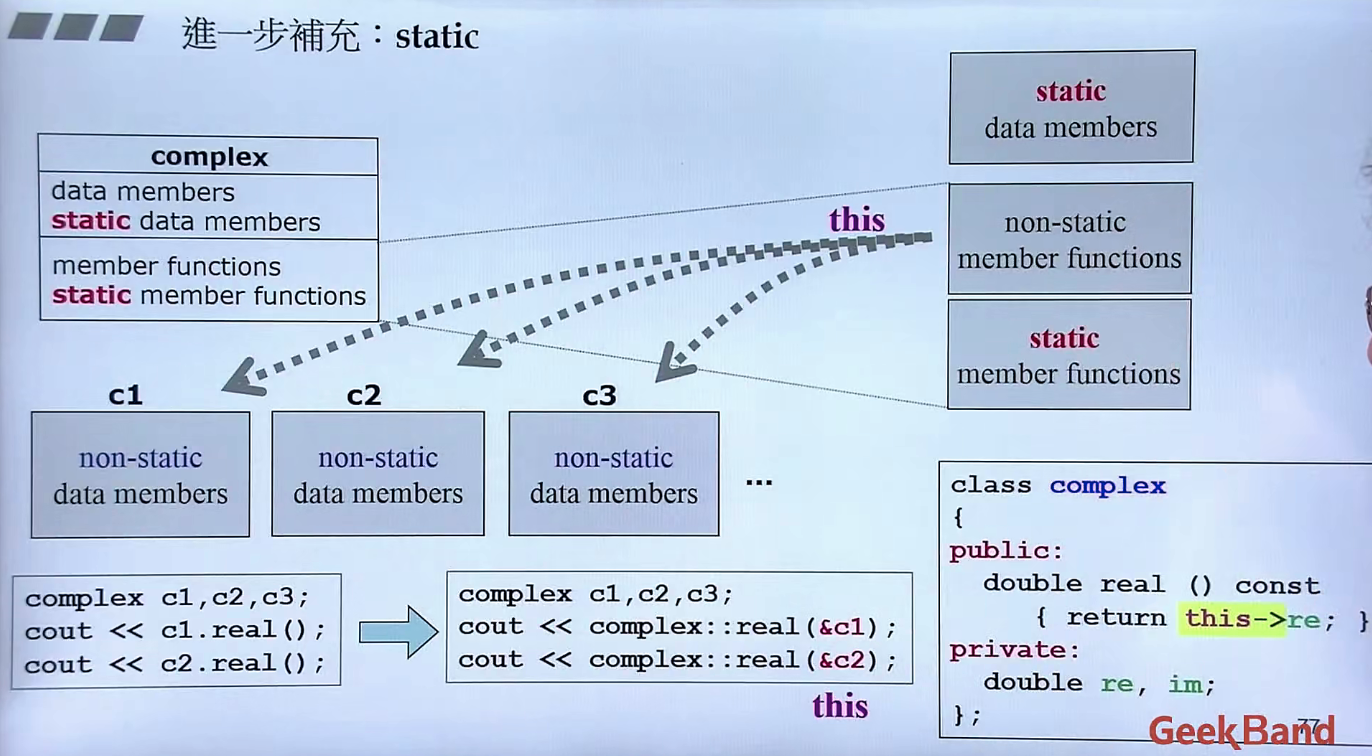 進一步補充：static
static
data members
complex
data members
static data members
member functions
static member functions
this
non-static
member functions
static
member functions
c1
c2
c3
non-static
data members
non-static
data members
non-static
data members
...
complex c1,c2,c3;
cout << c1.real();
cout << c2.real();
complex c1,c2,c3;
cout << complex::real(&c1);
cout << complex::real(&c2);
this
class complex
{
public:
double real () const
{ return this->re; }
private:
double re, im;
};
77
GeekBand